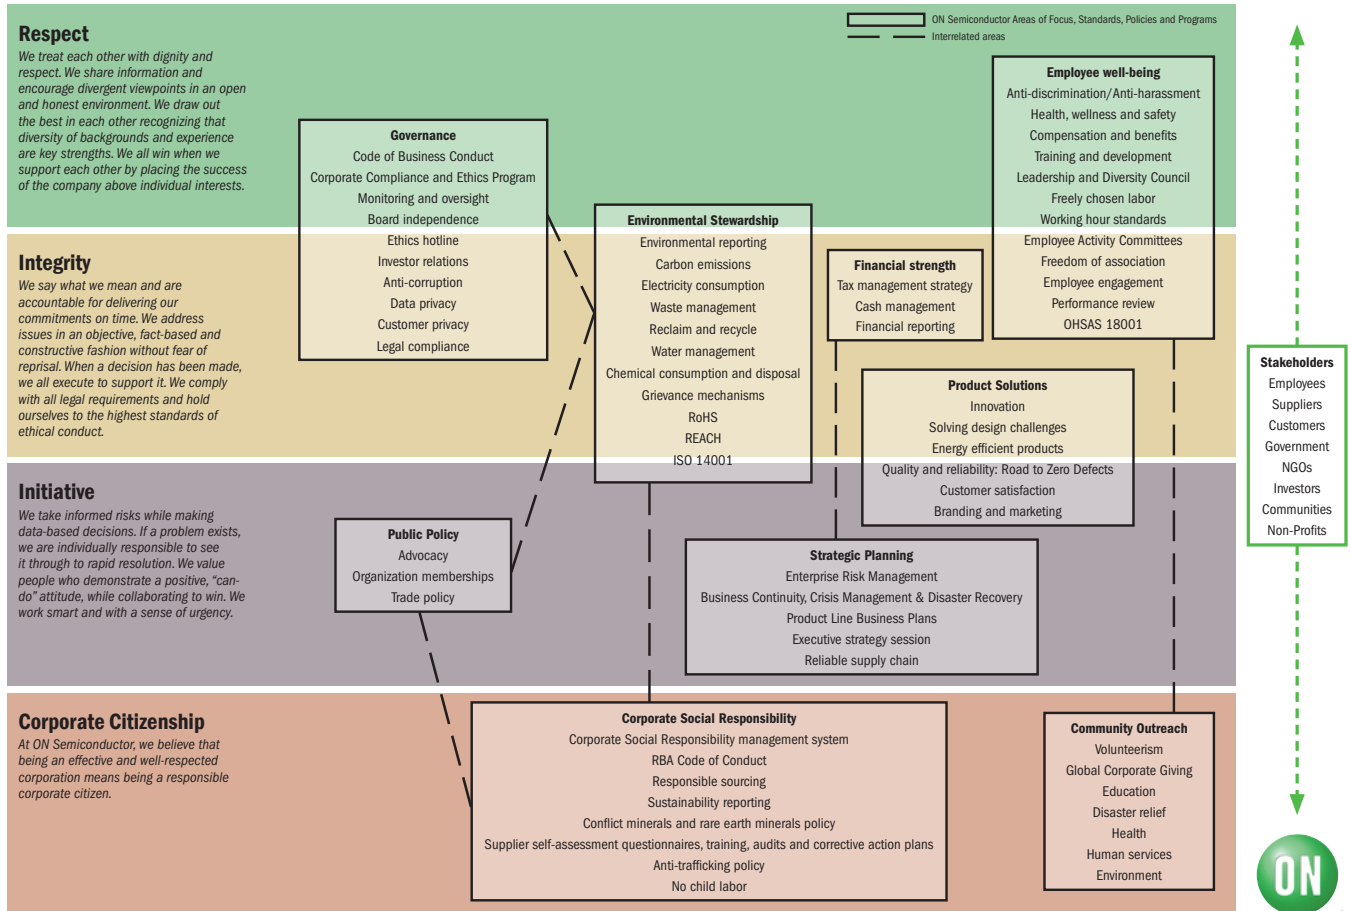 ON Semiconductor Areas of Focus, Standards, Policies and Programs
Interrelated areas
Respect
We treat each other with dignity and
respect. We share information and
encourage divergent viewpoints in an open
and honest environment. We draw out
the best in each other recognizing that
diversity of backgrounds and experience
are key strengths. We all win when we
support each other by placing the success
of the company above individual interests.
Governance
Code of Business Conduct
Corporate Compliance and Ethics Program
Monitoring and oversight
Board independence
Ethics hotline
Investor relations
Anti-corruption
Data privacy
Customer privacy
Legal compliance
Environmental Stewardship
Environmental reporting
Carbon emissions
Electricity consumption
Waste management
Reclaim and recycle
Water management
Chemical consumption and disposal
Grievance mechanisms
RoHS
REACH
ISO 14001
Employee well-being
Anti-discrimination/Anti-harassment
Health, wellness and safety
Compensation and benefits
Training and development
Leadership and Diversity Council
Freely chosen labor
Working hour standards
Employee Activity Committees
Freedom of association
Employee engagement
Performance review
OHSAS 18001
Integrity
We say what we mean and are
accountable for delivering our
commitments on time. We address
issues in an objective, fact-based and
constructive fashion without fear of
reprisal. When a decision has been made,
we all execute to support it. We comply
with all legal requirements and hold
ourselves to the highest standards of
ethical conduct.
Financial strength
Tax management strategy
Cash management
Financial reporting
Product Solutions
Innovation
Solving design challenges
Energy efficient products
Quality and reliability: Road to Zero Defects
Customer satisfaction
Branding and marketing
Initiative
We take informed risks while making
data-based decisions. If a problem exists,
we are individually responsible to see
it through to rapid resolution. We value
people who demonstrate a positive, “can-
do” attitude, while collaborating to win. We
work smart and with a sense of urgency.
Public Policy
Advocacy
Organization memberships
Trade policy
Strategic Planning
Enterprise Risk Management
Business Continuity, Crisis Management & Disaster Recovery
Product Line Business Plans
Executive strategy session
Reliable supply chain
Corporate Citizenship
At ON Semiconductor, we believe that
being an effective and well-respected
corporation means being a responsible
corporate citizen.
Corporate Social Responsibility
Corporate Social Responsibility management system
RBA Code of Conduct
Responsible sourcing
Sustainability reporting
Conflict minerals and rare earth minerals policy
Supplier self-assessment questionnaires, training, audits and corrective action plans
Anti-trafficking policy
No child labor
Community Outreach
Volunteerism
Global Corporate Giving
Education
Disaster relief
Health
Human services
Environment
Stakeholders
Employees
Suppliers
Customers
Government
NGOs
Investors
Communities
Non-Profits
ON